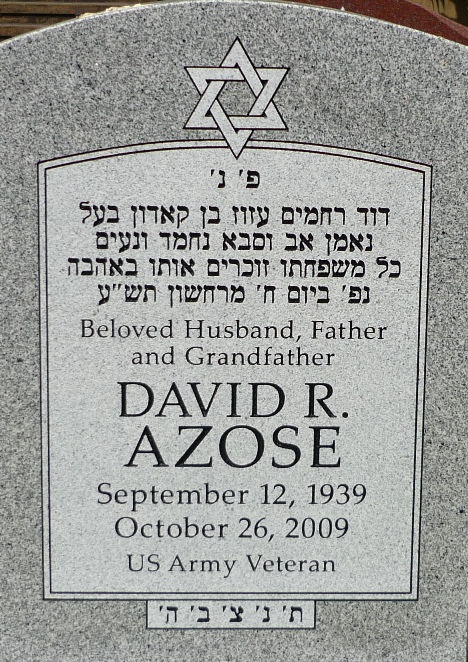 פ׳ נ׳
דוד רחמים עזוז בן קאדון בעל
נאמן אב וסבא נחמד ונעים
כל משפחתו זוכרים אותו באהבה
נפ׳ ביום ח׳ מרחשון תש״ע
Beloved Husband, Father
and Grandfather
DAVID R.
AZOSE
September 12, 1939
October 26, 2009
US Army Veteran
ת׳ נ׳ צ׳ ב׳ ה׳